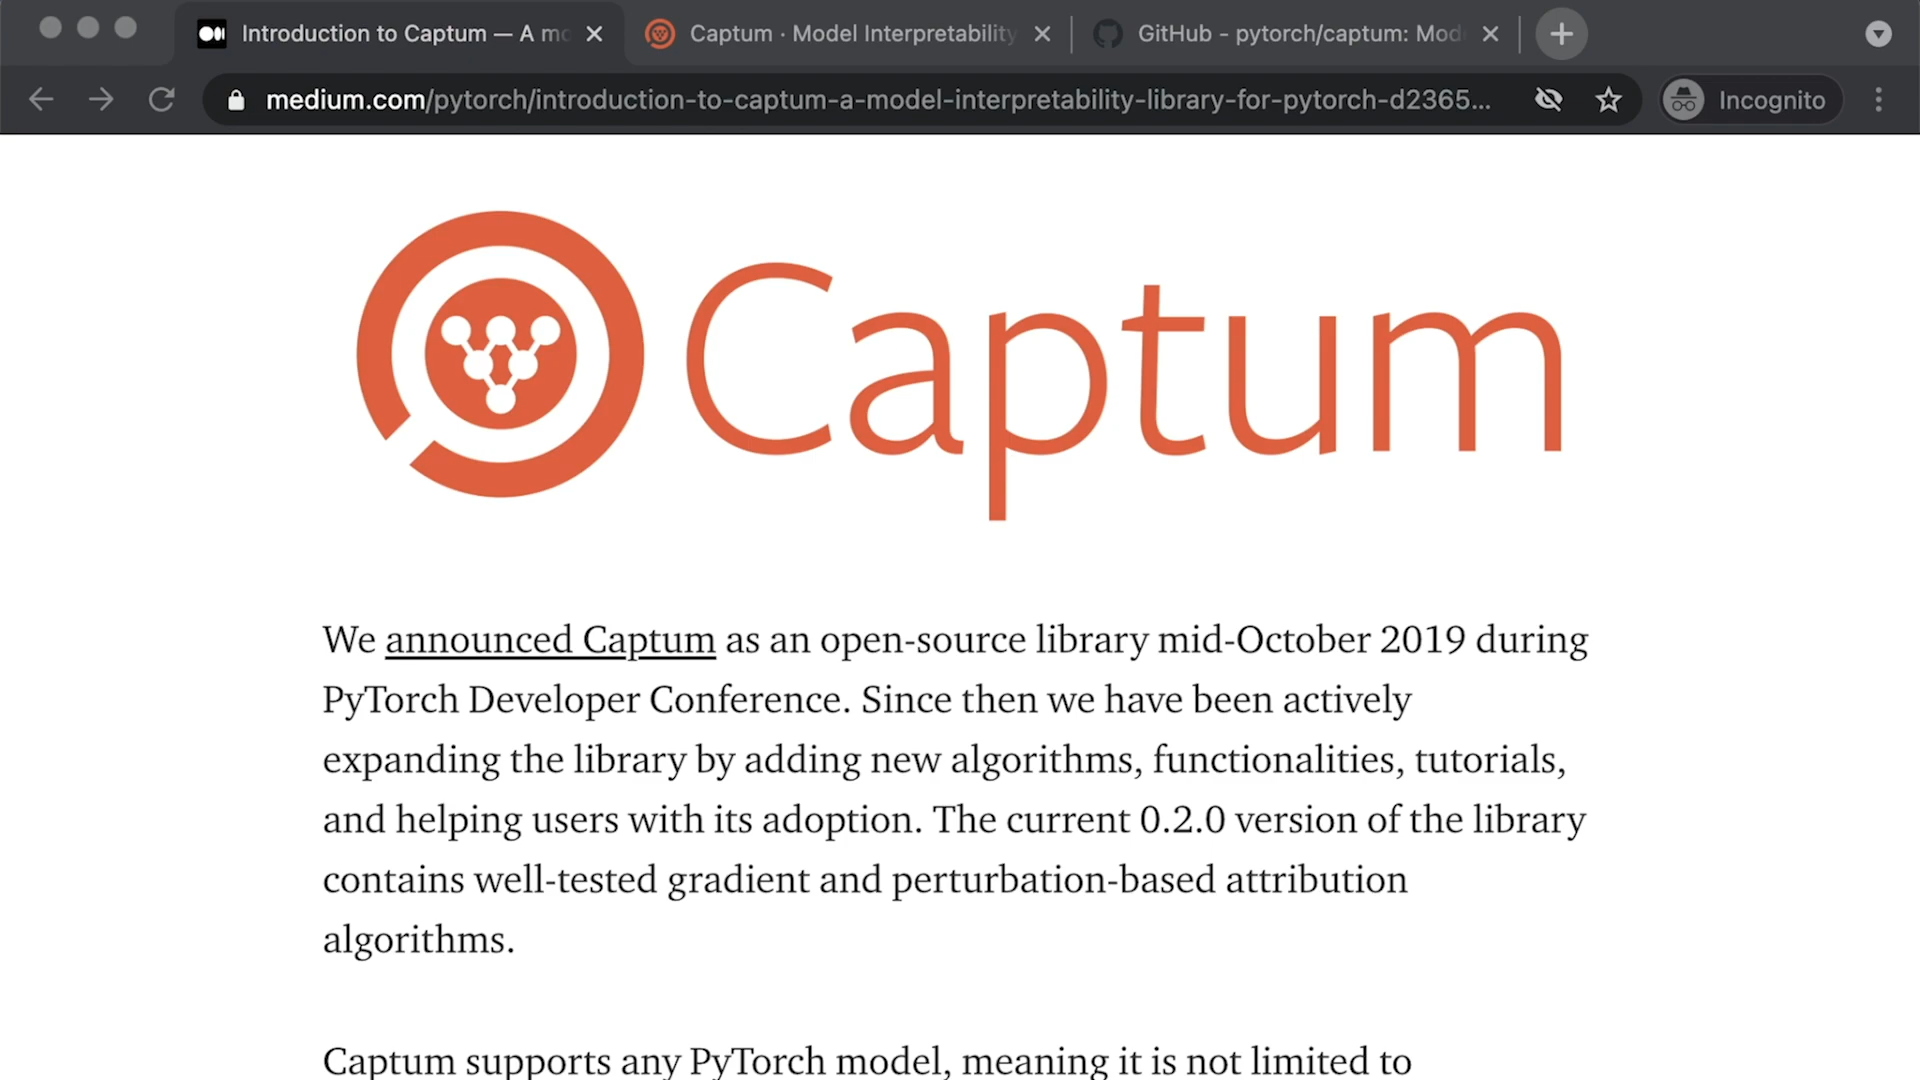 Introduction to Captum — A mo
Captum · Model Interpretability
GitHub - pytorch/captum: Mod
medium.com/pytorch/introduction-to-captum-a-model-interpretability-library-for-pytorch-d2365...
Incognito
Captum
We announced Captum as an open-source library mid-October 2019 during
PyTorch Developer Conference. Since then we have been actively
expanding the library by adding new algorithms, functionalities, tutorials,
and helping users with its adoption. The current 0.2.0 version of the library
contains well-tested gradient and perturbation-based attribution
algorithms.
Captum supports any PyTorch model, meaning it is not limited to